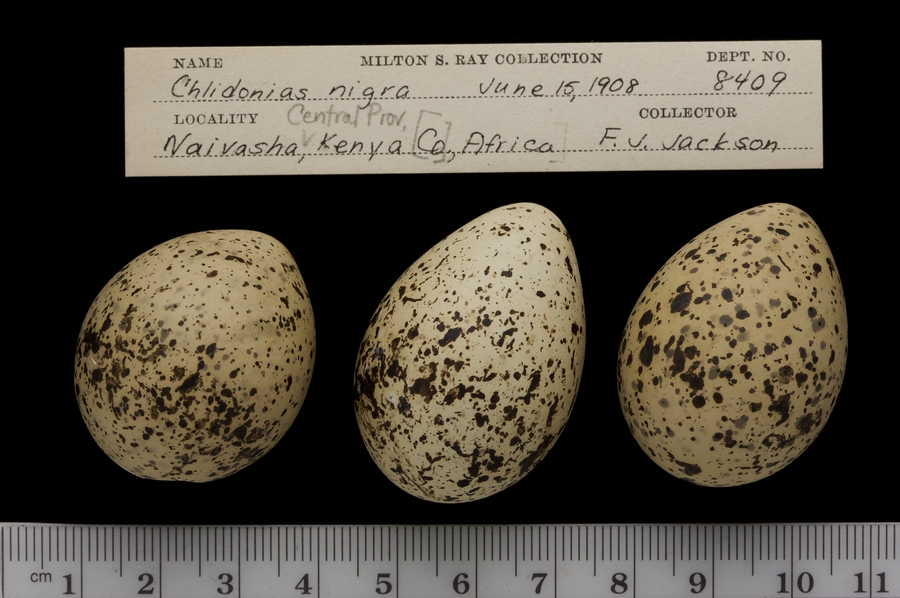 NAME MILTON S. RAY COLLECTION DEPT. NO.
Chlidonias nigra June 15, 1908 8409
LOCALITY Central Prov. COLLECTOR
Naivasha, Kenya [Co], Africa] F. J. Jackson
cm 1 2 3 4 5 6 7 8 9 10 11